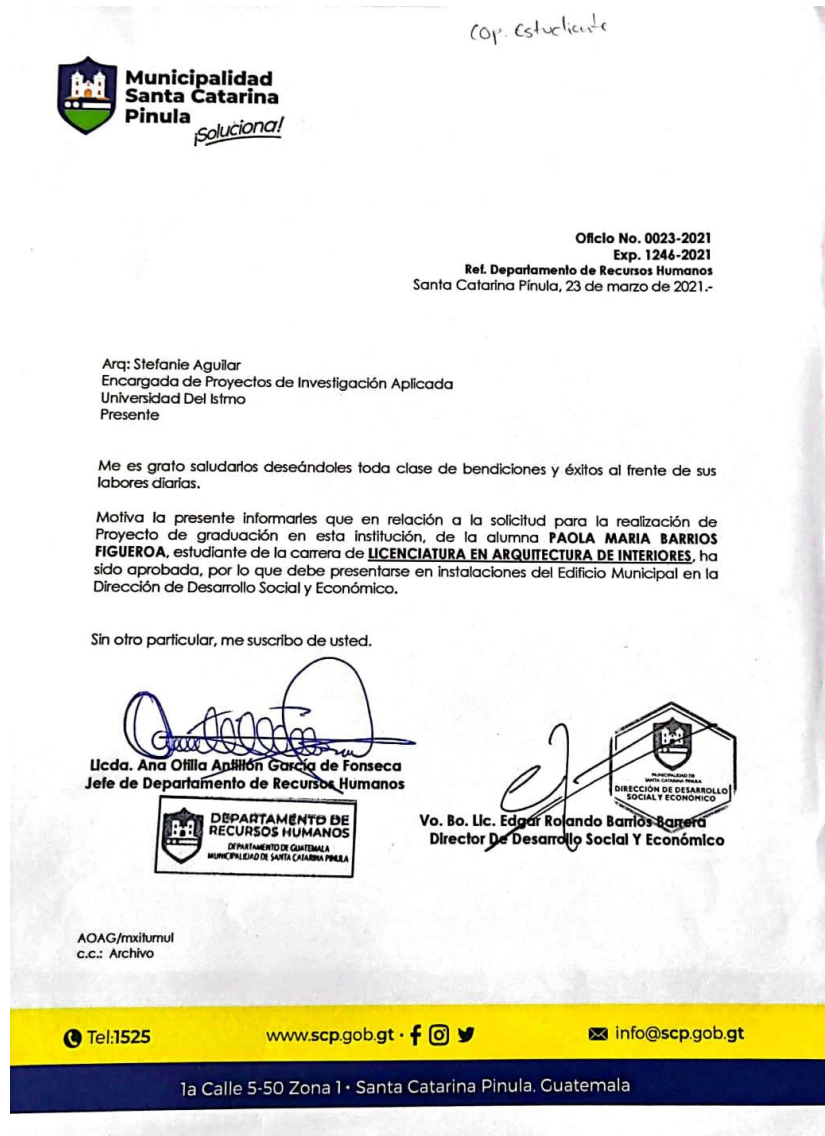 Cop. Estudiante
Municipalidad
Santa Catarina
Pinula
¡Soluciona!
Oficio No. 0023-2021
Exp. 1246-2021
Ref. Departamento de Recursos Humanos
Santa Catarina Pínula, 23 de marzo de 2021.-
Arq: Stefanie Aguilar
Encargada de Proyectos de Investigación Aplicada
Universidad Del Istmo
Presente
Me es grato saludarlos deseándoles toda clase de bendiciones y éxitos al frente de sus
labores diarias.
Motiva la presente informarles que en relación a la solicitud para la realización de
Proyecto de graduación en esta institución, de la alumna PAOLA MARIA BARRIOS
FIGUEROA, estudiante de la carrera de LICENCIATURA EN ARQUITECTURA DE INTERIORES, ha
sido aprobada, por lo que debe presentarse en instalaciones del Edificio Municipal en la
Dirección de Desarrollo Social y Económico.
Sin otro particular, me suscribo de usted.
Licda. Ana Otilia Antillón García de Fonseca
Jefe de Departamento de Recursos Humanos
DEPARTAMENTO DE
RECURSOS HUMANOS
DEPARTAMENTO DE GUATEMALA
MUNICIPALIDAD DE SANTA CATARINA PINULA
MUNICIPALIDAD DE
SANTA CATARINA PINULA
DIRECCIÓN DE DESARROLLO
SOCIAL Y ECONÓMICO
Vo. Bo. Lic. Edgar Rolando Barrios Barrera
Director De Desarrollo Social Y Económico
AOAG/mxitumul
c.c.: Archivo
Tel:1525
www.scp.gob.gt
info@scp.gob.gt
1a Calle 5-50 Zona 1 • Santa Catarina Pinula. Guatemala